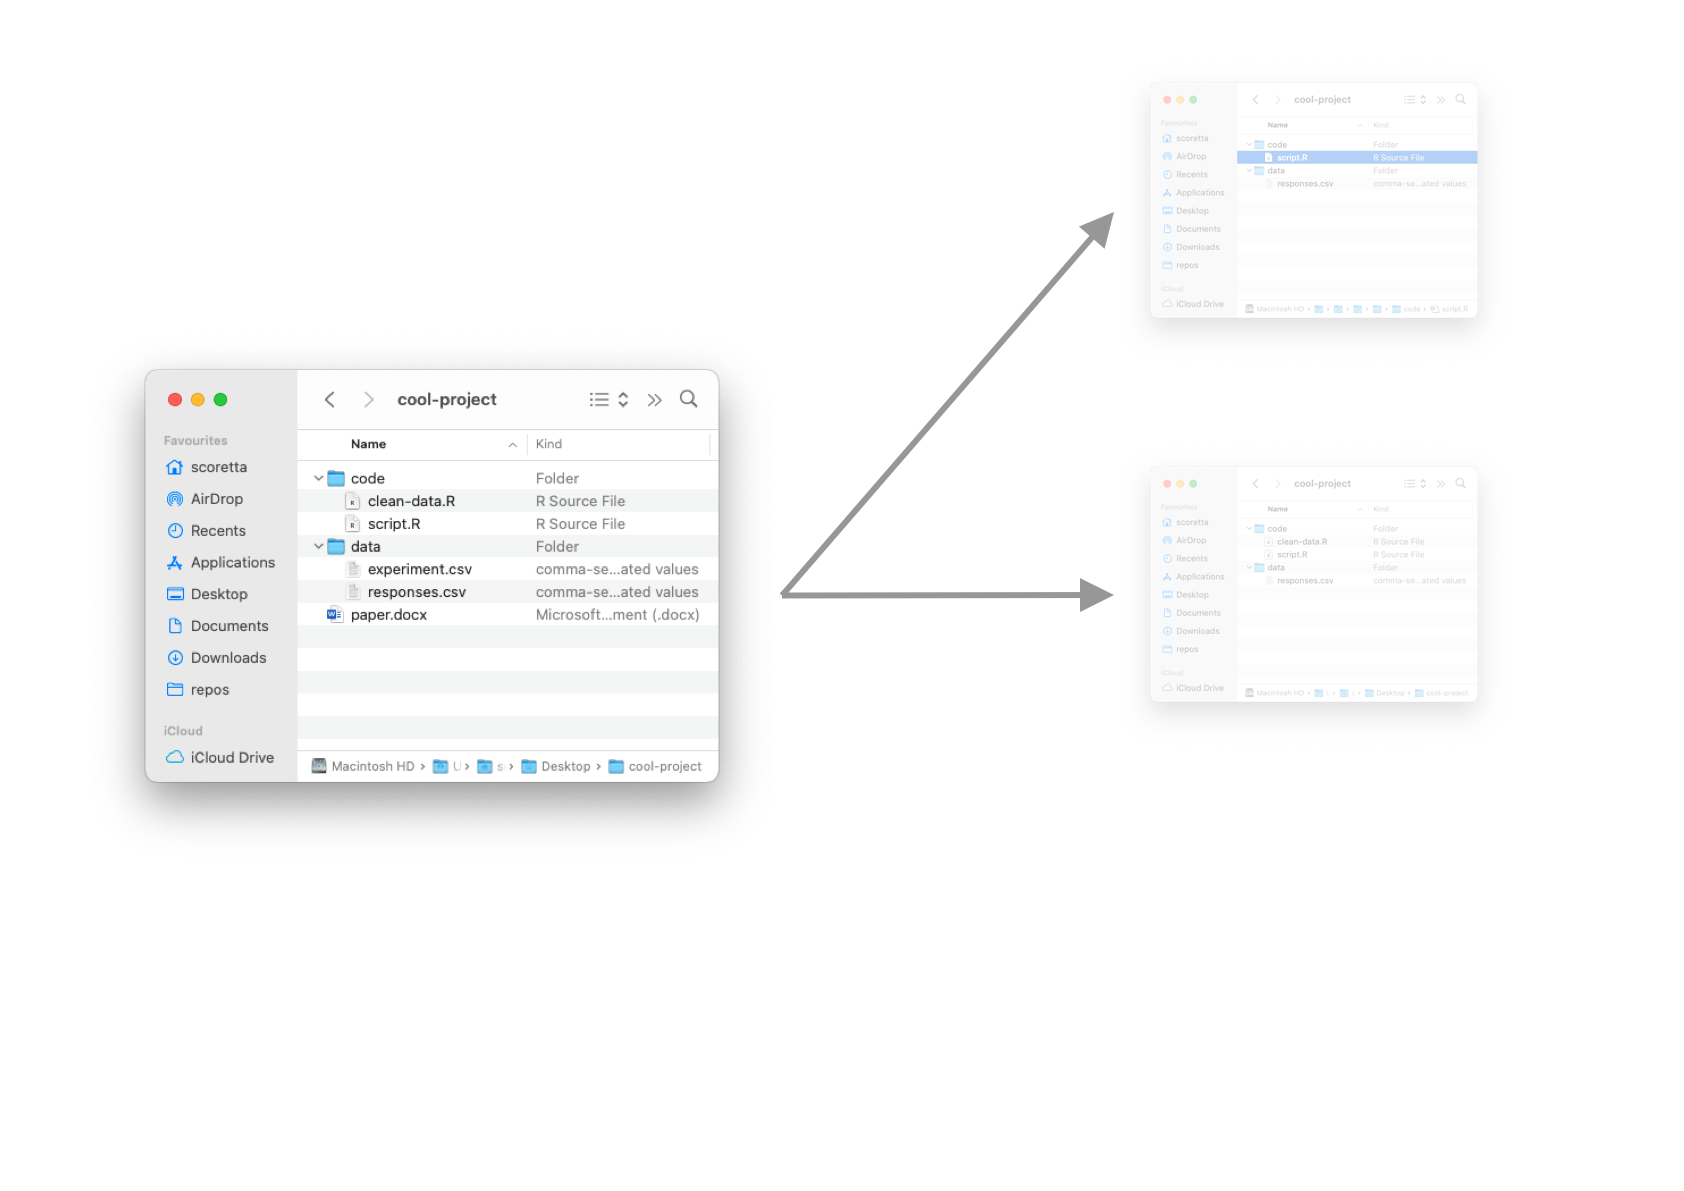 cool-project
Favourites
scoretta
AirDrop
Recents
Applications
Desktop
Documents
Downloads
repos
iCloud
iCloud Drive
Name Kind
code Folder
clean-data.R R Source File
script.R R Source File
data Folder
experiment.csv comma-se...ated values
responses.csv comma-se...ated values
paper.docx Microsoft...ment (.docx)
Macintosh HD › U › s › Desktop › cool-project
cool-project
Favourites
scoretta
AirDrop
Recents
Applications
Desktop
Documents
Downloads
repos
iCloud
iCloud Drive
Name Kind
code Folder
script.R R Source File
data Folder
responses.csv comma-se...ated values
Macintosh HD › code › script.R
cool-project
Favourites
scoretta
AirDrop
Recents
Applications
Desktop
Documents
Downloads
repos
iCloud
iCloud Drive
Name Kind
code Folder
clean-data.R R Source File
script.R R Source File
data Folder
responses.csv comma-se...ated values
Macintosh HD › Desktop › cool-project